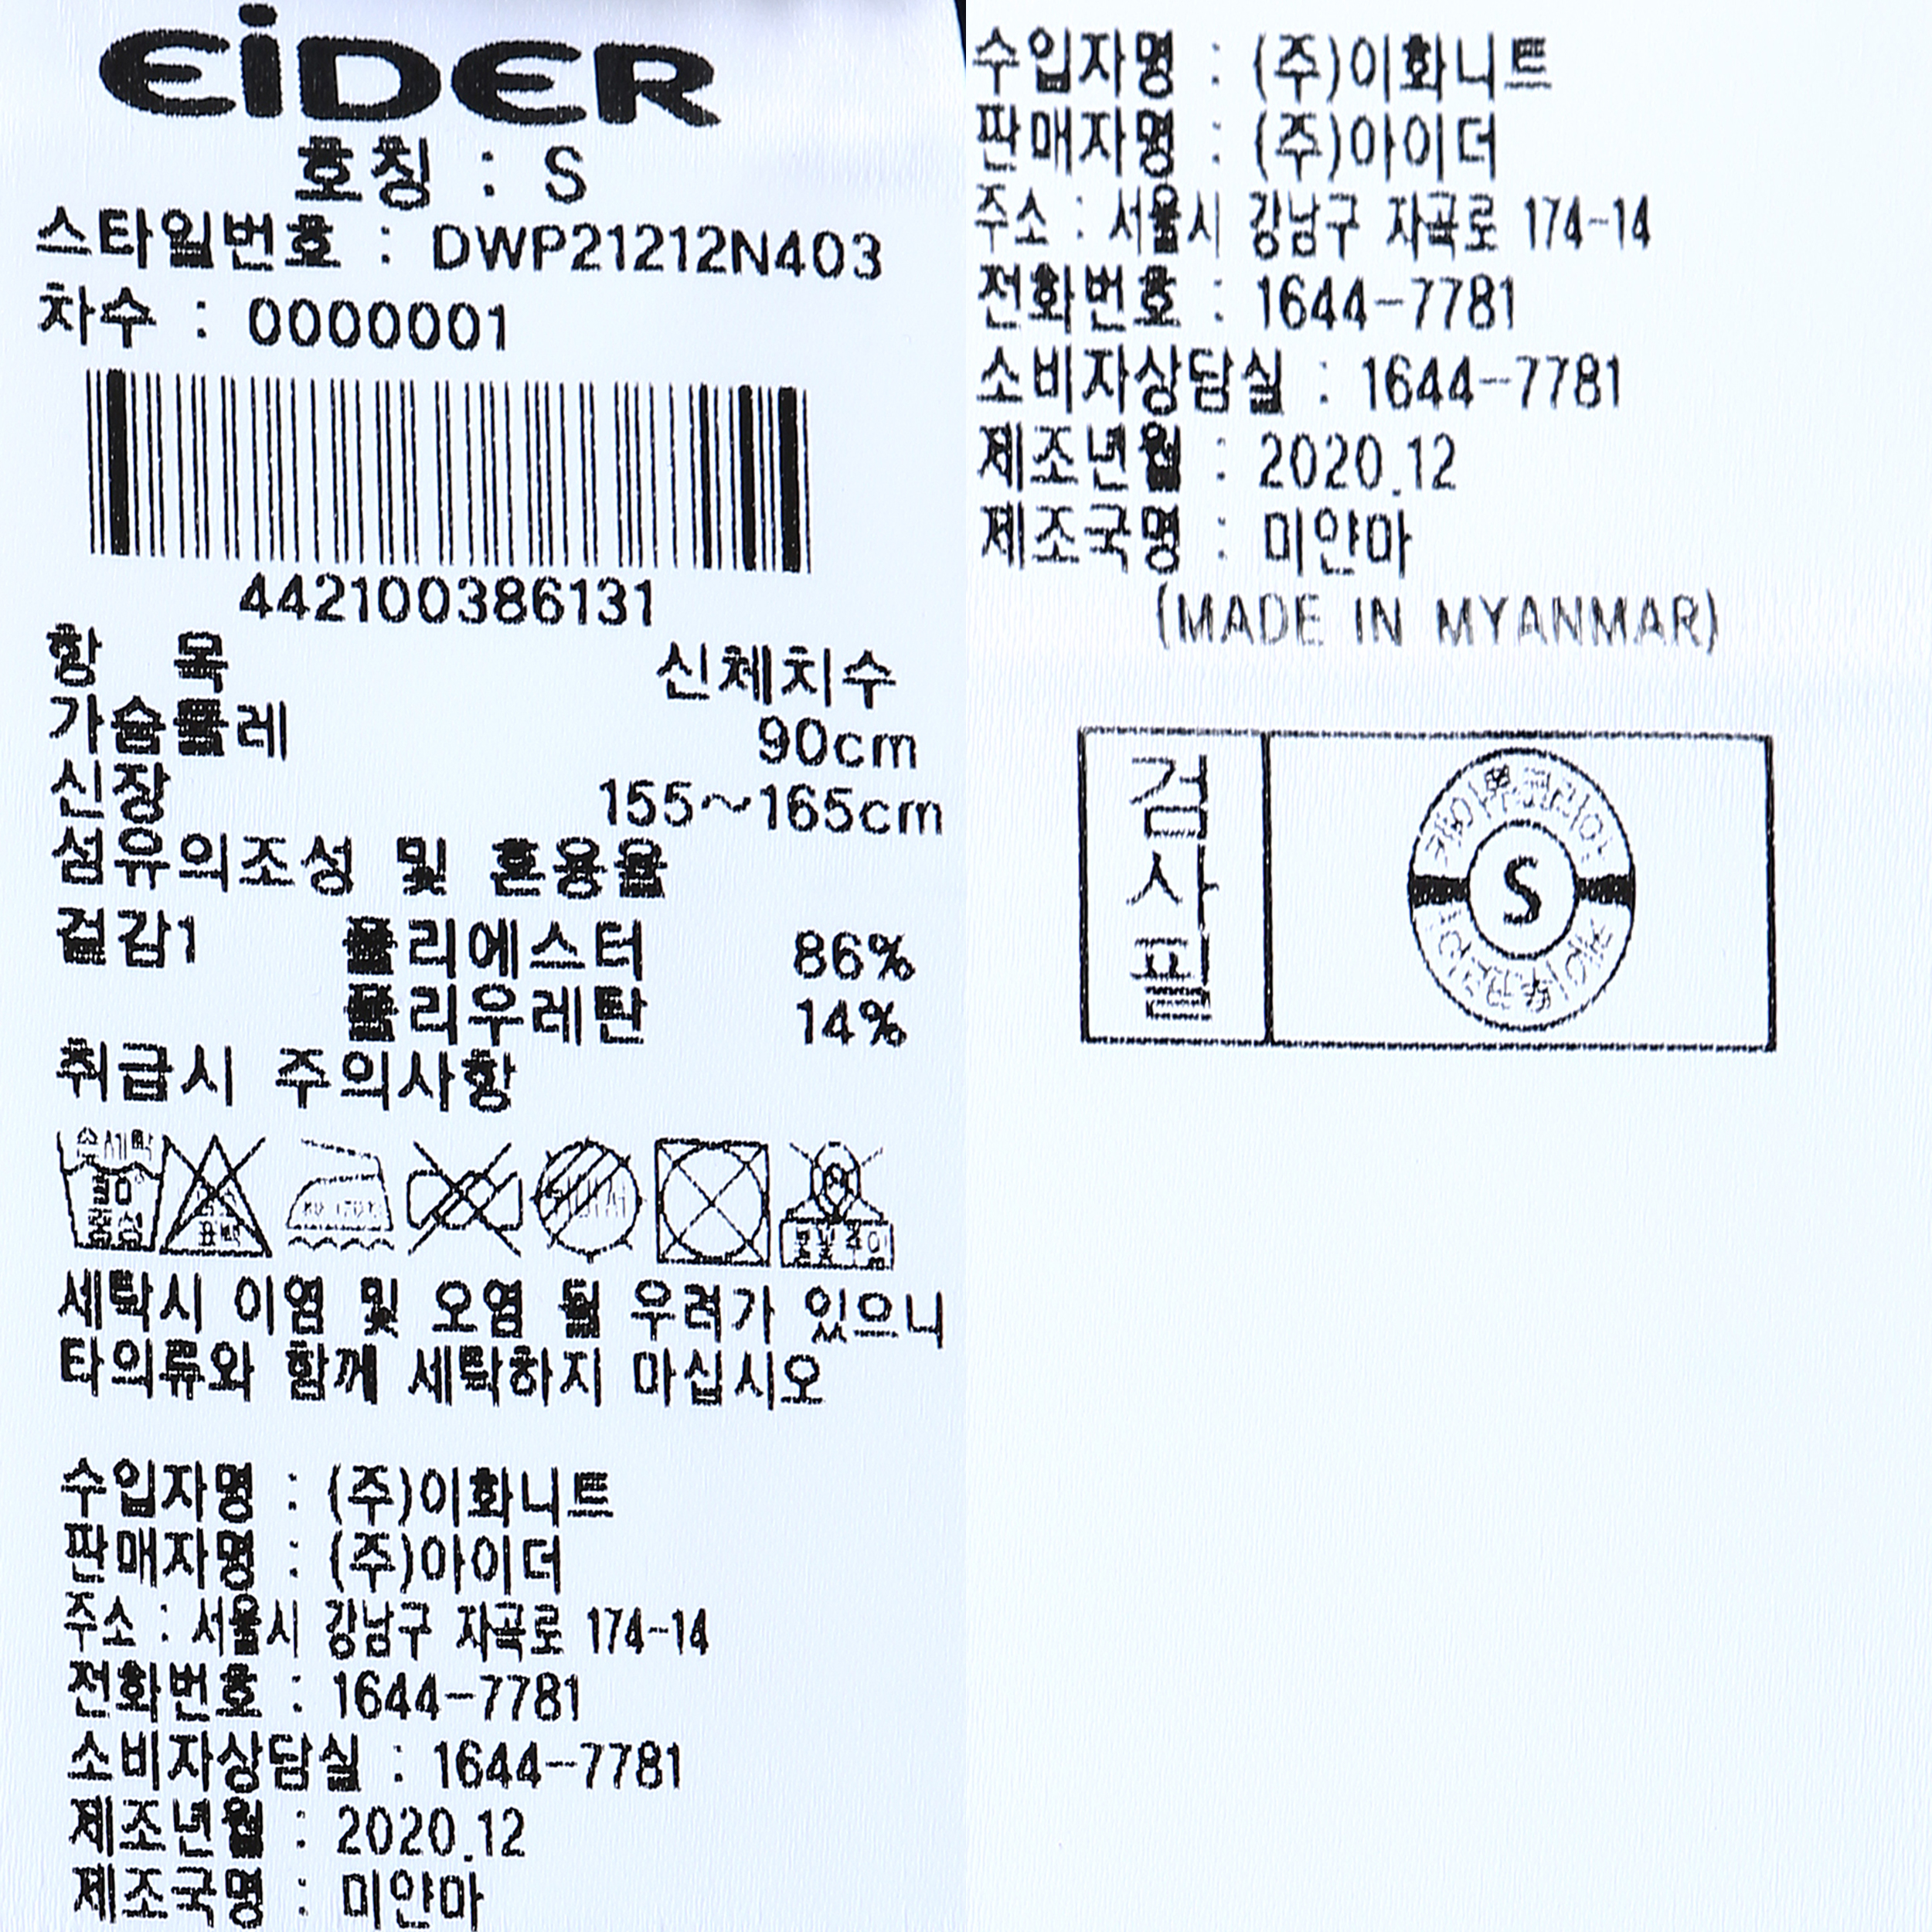 EiDER
호칭 : S
스타일번호 : DWP21212N403
차수 : 0000001
442100386131
항 목 신체치수
가슴둘레 90cm
신장 155~165cm
섬유의조성 및 혼용율
겉감1 폴리에스터 86%
폴리우레탄 14%
취급시 주의사항
손세탁
중성
표백
세탁시 이염 및 오염 될 우려가 있으니
타의류와 함께 세탁하지 마십시오
수입자명 : (주)이화니트
판매자명 : (주)아이더
주소 : 서울시 강남구 자곡로 174-14
전화번호 : 1644-7781
소비자상담실 : 1644-7781
제조년월 : 2020.12
제조국명 : 미얀마
수입자명 : (주)이화니트
판매자명 : (주)아이더
주소 : 서울시 강남구 자곡로 174-14
전화번호 : 1644-7781
소비자상담실 : 1644-7781
제조년월 : 2020.12
제조국명 : 미얀마
(MADE IN MYANMAR)
검사필
S